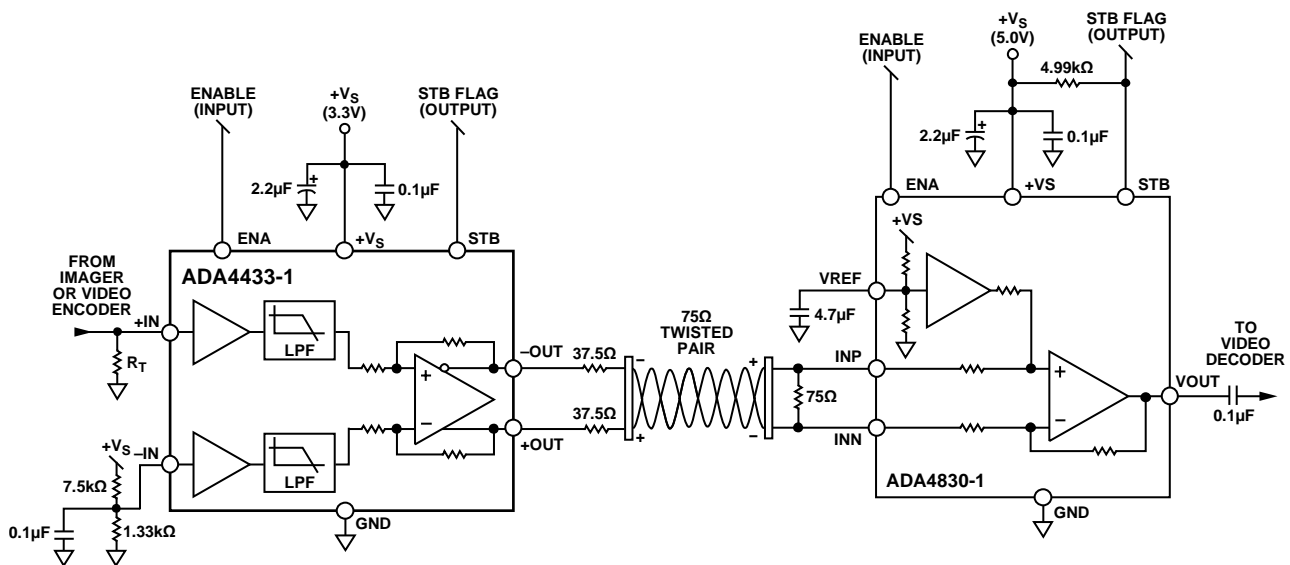 ENABLE
(INPUT)
+VS
(3.3V)
STB FLAG
(OUTPUT)
2.2µF
+
0.1µF
ENA
+VS
STB
ADA4433-1
FROM
IMAGER
OR VIDEO
ENCODER
+IN
RT
LPF
+
–
–OUT
+OUT
+VS
–IN
7.5kΩ
LPF
0.1µF
1.33kΩ
GND
37.5Ω
37.5Ω
75Ω
TWISTED
PAIR
–
+
+
–
75Ω
ENABLE
(INPUT)
+VS
(5.0V)
STB FLAG
(OUTPUT)
4.99kΩ
2.2µF
+
0.1µF
ENA
+VS
STB
+VS
VREF
4.7µF
INP
INN
+
–
VOUT
TO
VIDEO
DECODER
0.1µF
ADA4830-1
GND